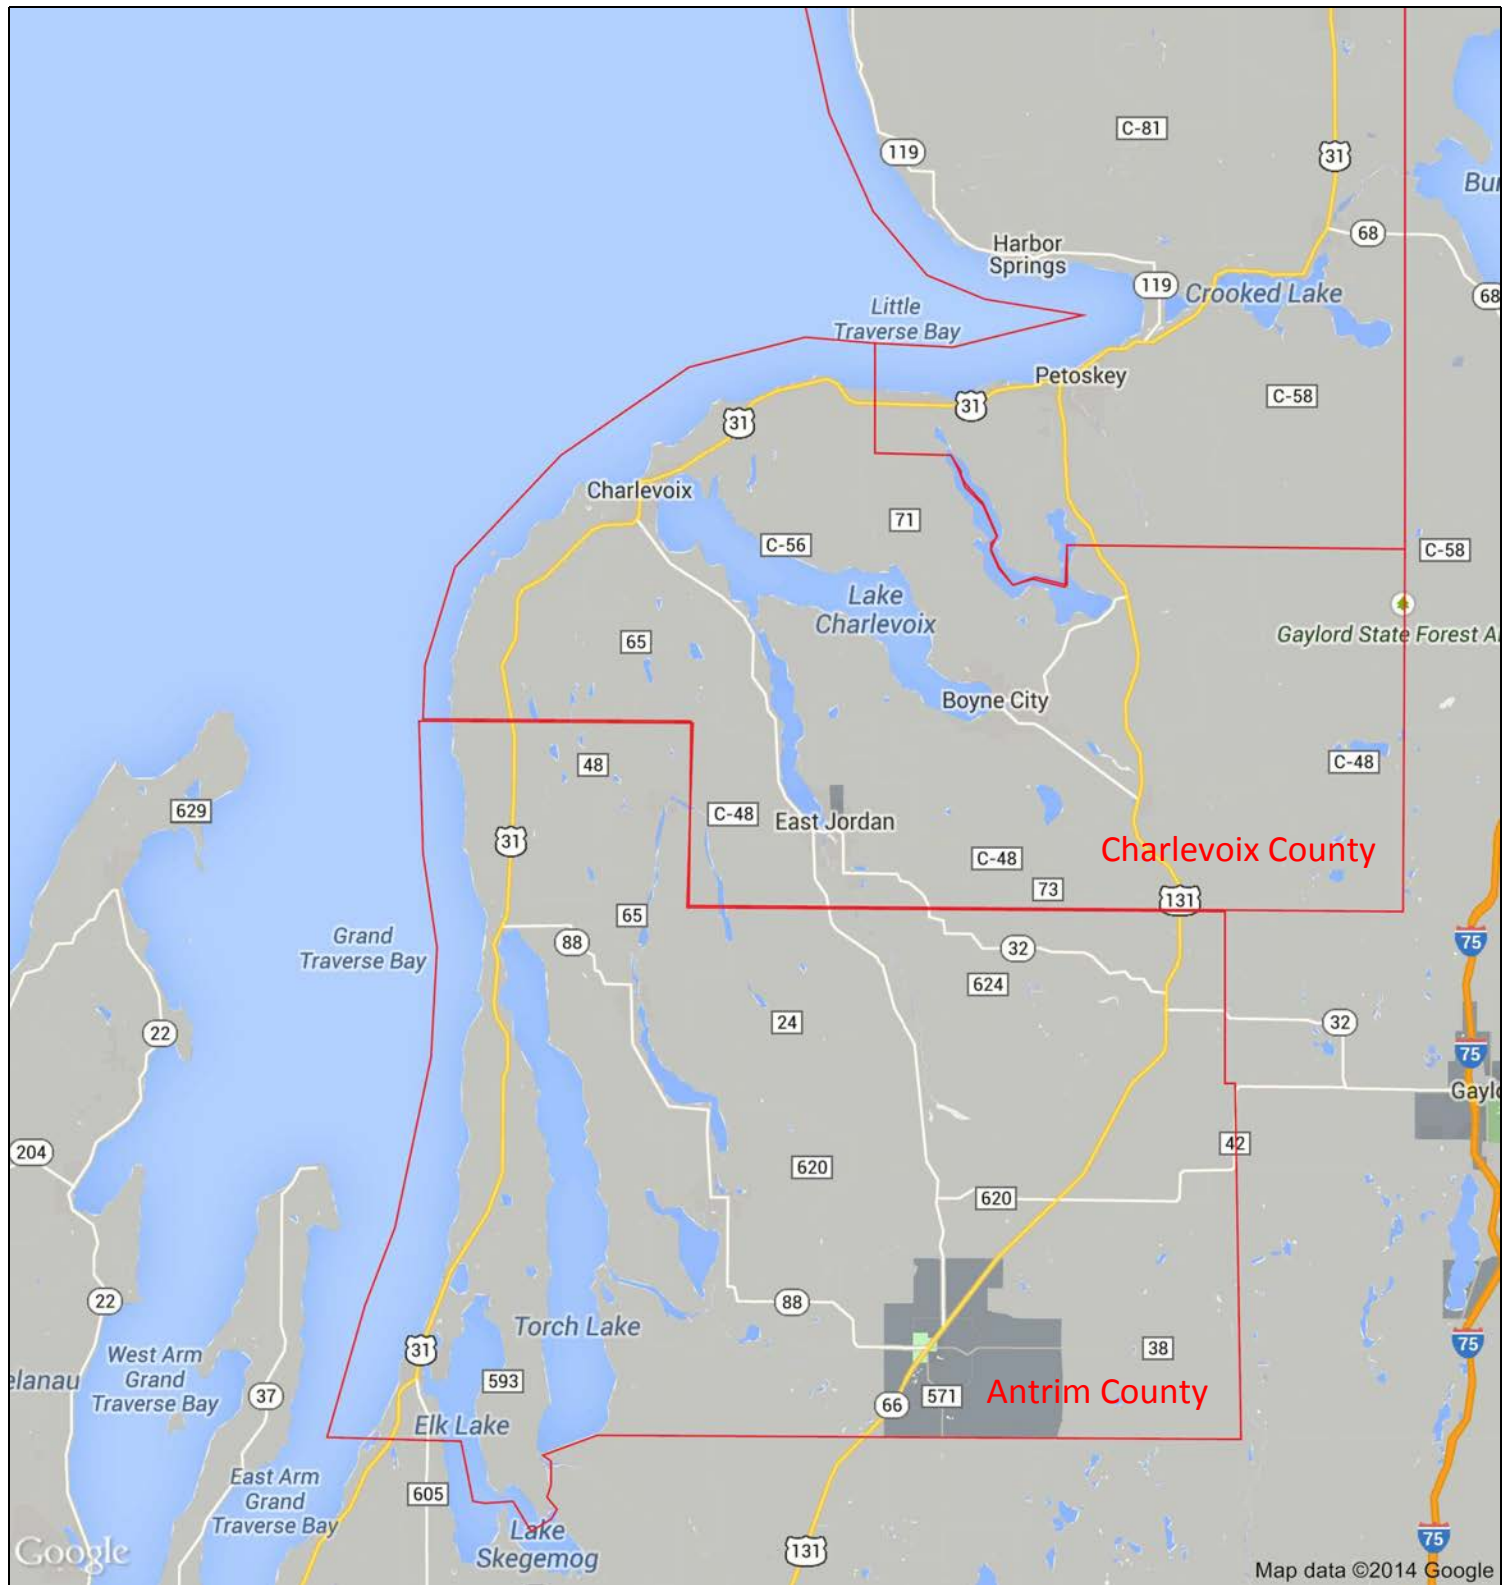 C-81
119
31
Bur
68
Harbor
Springs
119
Crooked Lake
68
Little
Traverse Bay
Petoskey
31
C-58
31
Charlevoix
71
C-56
C-58
Lake
Charlevoix
Gaylord State Forest A
65
Boyne City
48
C-48
629
C-48
East Jordan
31
C-48
Charlevoix County
73
131
65
Grand
Traverse Bay
88
32
75
624
22
24
32
75
Gaylo
204
42
620
620
22
88
Torch Lake
31
38
75
West Arm
Grand
Traverse Bay
elanau
593
37
571
Antrim County
66
Elk Lake
East Arm
Grand
Traverse Bay
605
Lake
Skegemog
131
75
Google
Map data ©2014 Google